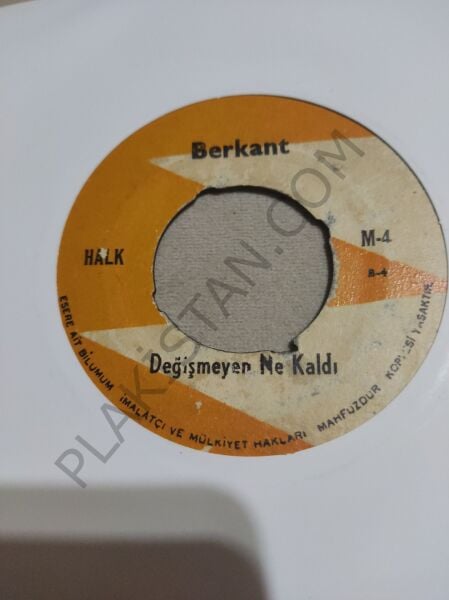 Berkant
HALK
M-4
B-4
Değişmeyen Ne Kaldı
ESERE AİT BİLUMUM İMALATÇI VE MÜLKİYET HAKLARI MAHFUZDUR KOPYESİ YASAKTIR
PLAKİSTAN.COM